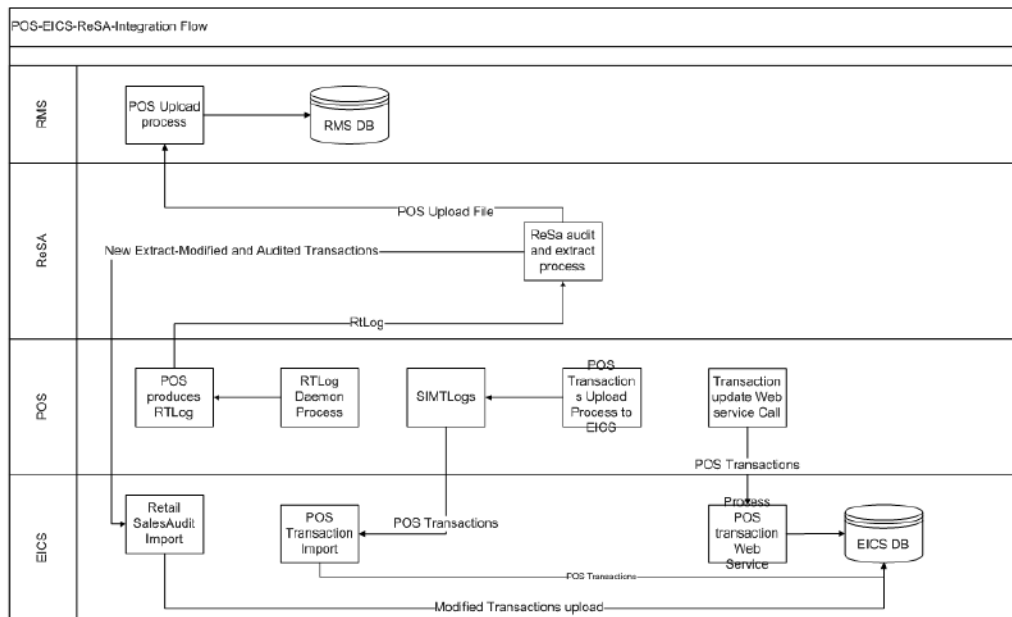 POS-EICS-ReSA-Integration Flow
RMS
POS Upload
process
RMS DB
ReSA
POS Upload File
ReSa audit
and extract
process
New Extract-Modified and Audited Transactions
RtLog
POS
POS
produces
RTLog
RTLog
Daemon
Process
SIMTLogs
POS
Transaction
s Upload
Process to
EICS
Transaction
update Web
service Call
POS Transactions
EICS
Retail
SalesAudit
Import
POS
Transaction
Import
POS Transactions
Process
POS
transaction
Web
Service
EICS DB
POS Transactions
Modified Transactions upload